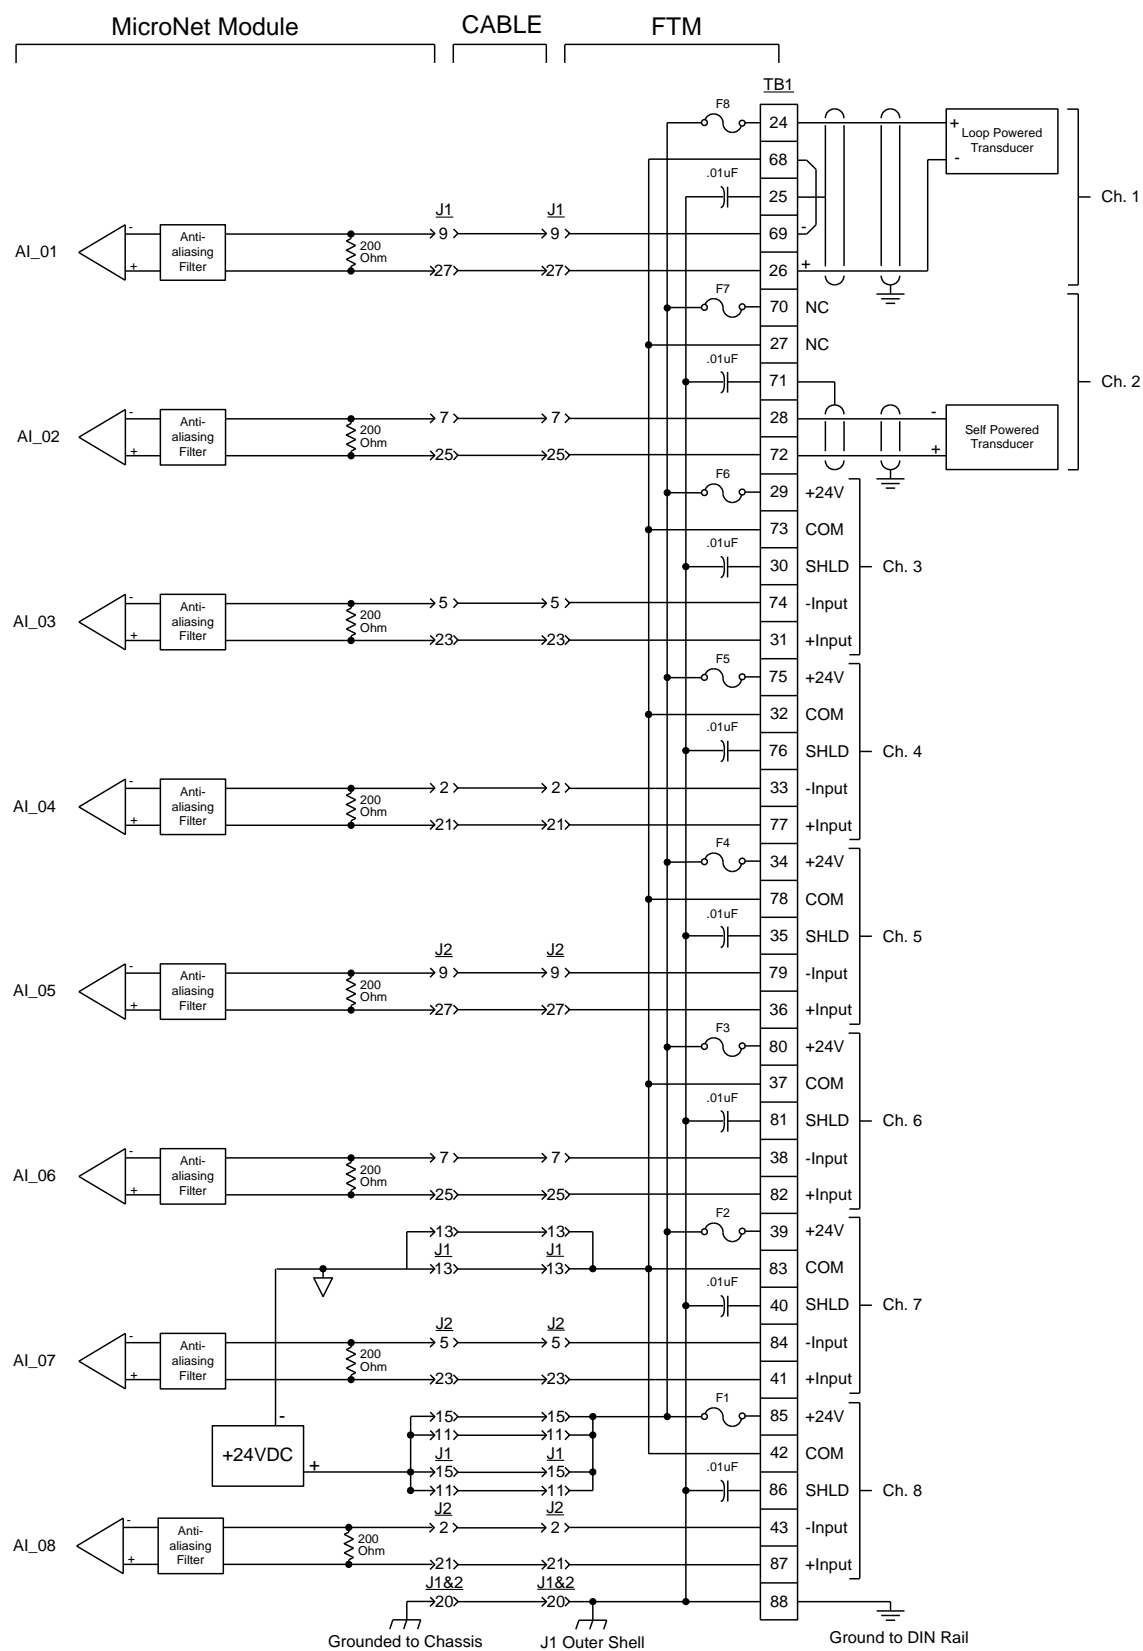 MicroNet Module CABLE FTM
TB1
F8
24
+
Loop Powered
Transducer
-
68
.01uF
25
Ch. 1
J1 J1
AI_01
-
+
Anti-
aliasing
Filter
200
Ohm
9 9
69 -
27 27
26 +
F7
70 NC
27 NC
.01uF
71
Ch. 2
AI_02
-
+
Anti-
aliasing
Filter
200
Ohm
7 7
28 -
Self Powered
Transducer
25 25
72 +
F6
29 +24V
73 COM
.01uF
30 SHLD Ch. 3
AI_03
-
+
Anti-
aliasing
Filter
200
Ohm
5 5
74 -Input
23 23
31 +Input
F5
75 +24V
32 COM
.01uF
76 SHLD Ch. 4
AI_04
-
+
Anti-
aliasing
Filter
200
Ohm
2 2
33 -Input
21 21
77 +Input
F4
34 +24V
78 COM
.01uF
35 SHLD Ch. 5
J2 J2
AI_05
-
+
Anti-
aliasing
Filter
200
Ohm
9 9
79 -Input
27 27
36 +Input
F3
80 +24V
37 COM
.01uF
81 SHLD Ch. 6
AI_06
-
+
Anti-
aliasing
Filter
200
Ohm
7 7
38 -Input
25 25
82 +Input
F2
13 13
39 +24V
J1 J1
13 13
83 COM
.01uF
40 SHLD Ch. 7
J2 J2
AI_07
-
+
Anti-
aliasing
Filter
200
Ohm
5 5
84 -Input
23 23
41 +Input
F1
-
15 15
85 +24V
11 11
+24VDC +
J1 J1
42 COM
15 15
.01uF
11 11
86 SHLD Ch. 8
J2 J2
AI_08
-
+
Anti-
aliasing
Filter
200
Ohm
2 2
43 -Input
21 21
87 +Input
J1&2 J1&2
20 20
88
Grounded to Chassis J1 Outer Shell Ground to DIN Rail